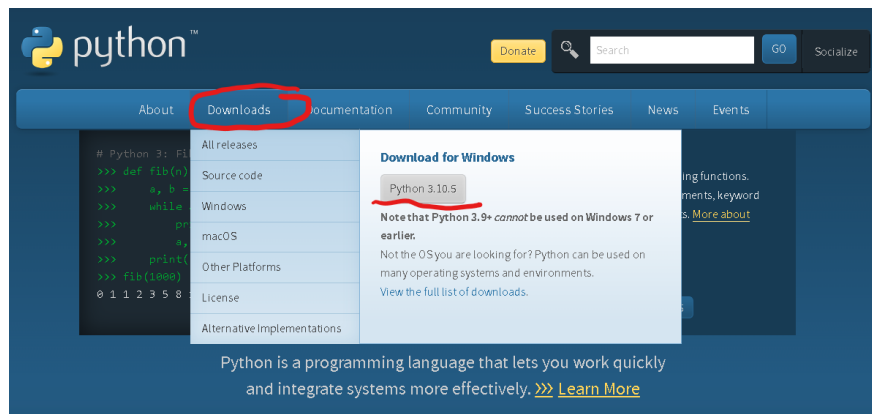 python™
Donate
Search
GO
Socialize
About
Downloads
Documentation
Community
Success Stories
News
Events
# Python 3: Fi
>>> def fib(n)
>>> a, b =
>>> while
>>> pr
>>> a,
>>> print(
>>> fib(1000)
0 1 1 2 3 5 8
All releases
Source code
Windows
macOS
Other Platforms
License
Alternative Implementations
Download for Windows
Python 3.10.5
Note that Python 3.9+ cannot be used on Windows 7 or
earlier.
Not the OS you are looking for? Python can be used on
many operating systems and environments.
View the full list of downloads.
ing functions.
ments, keyword
s. More about
Python is a programming language that lets you work quickly
and integrate systems more effectively. >>> Learn More